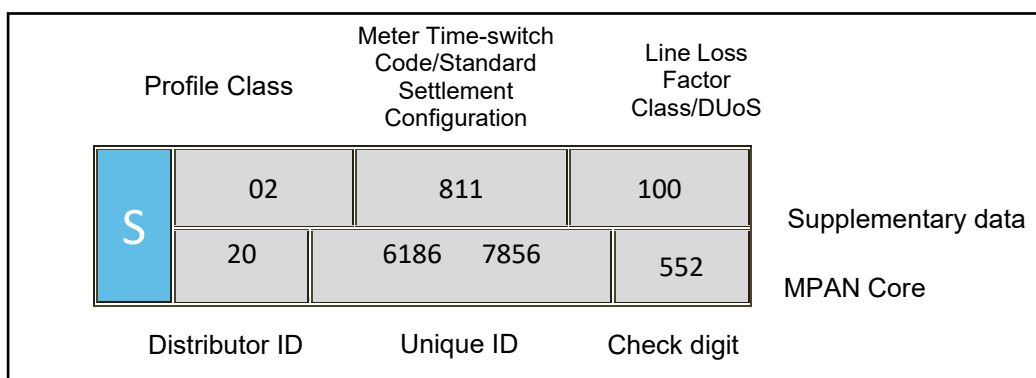 Profile Class
Meter Time-switch
Code/Standard
Settlement
Configuration
Line Loss
Factor
Class/DUoS
S
02 811 100
Supplementary data
20 6186 7856 552
MPAN Core
Distributor ID Unique ID Check digit